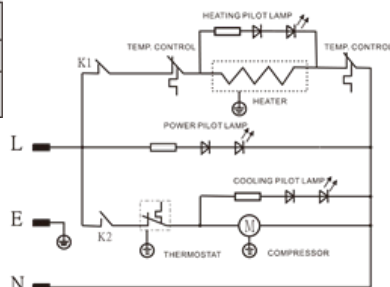 HEATING PILOT LAMP
TEMP. CONTROL
TEMP. CONTROL
K1
HEATER
POWER PILOT LAMP
L
COOLING PILOT LAMP
E
M
K2
THERMOSTAT
COMPRESSOR
N